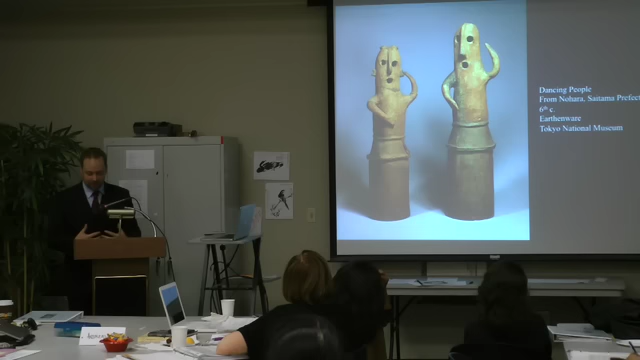 Dancing People
From Nohara, Saitama Prefect
6th c.
Earthenware
Tokyo National Museum